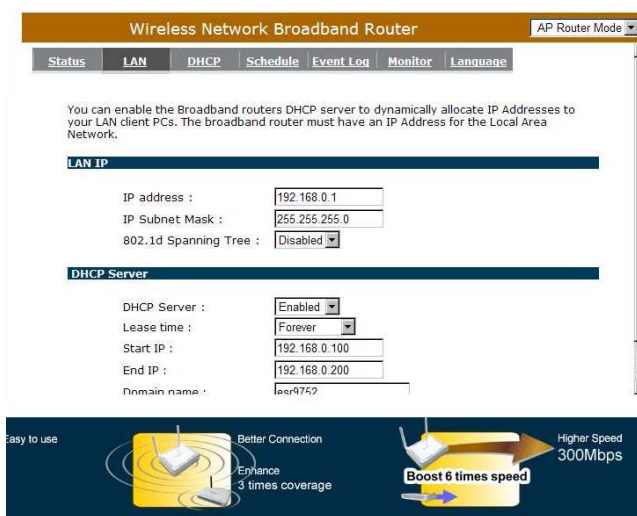 Wireless Network Broadband Router
AP Router Mode
Status LAN DHCP Schedule Event Log Monitor Language
You can enable the Broadband routers DHCP server to dynamically allocate IP Addresses to
your LAN client PCs. The broadband router must have an IP Address for the Local Area
Network.
LAN IP
IP address : 192.168.0.1
IP Subnet Mask : 255.255.255.0
802.1d Spanning Tree : Disabled
DHCP Server
DHCP Server : Enabled
Lease time : Forever
Start IP : 192.168.0.100
End IP : 192.168.0.200
Domain name : esr9752
Easy to use
Better Connection
Enhance
3 times coverage
Boost 6 times speed
Higher Speed
300Mbps